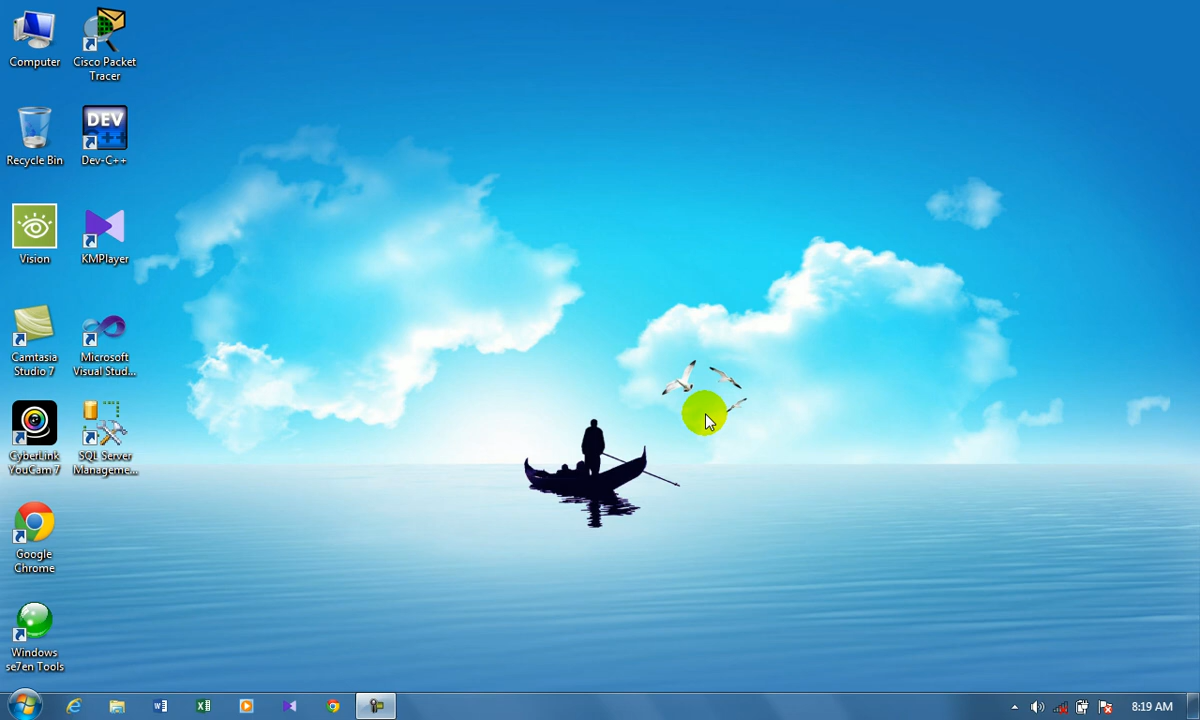 Computer
Cisco Packet
Tracer
Recycle Bin
DEV
C++
Dev-C++
Vision
KMPlayer
Camtasia
Studio 7
Microsoft
Visual Stud...
CyberLink
YouCam 7
SQL Server
Manageme...
Google
Chrome
Windows
se7en Tools
8:19 AM